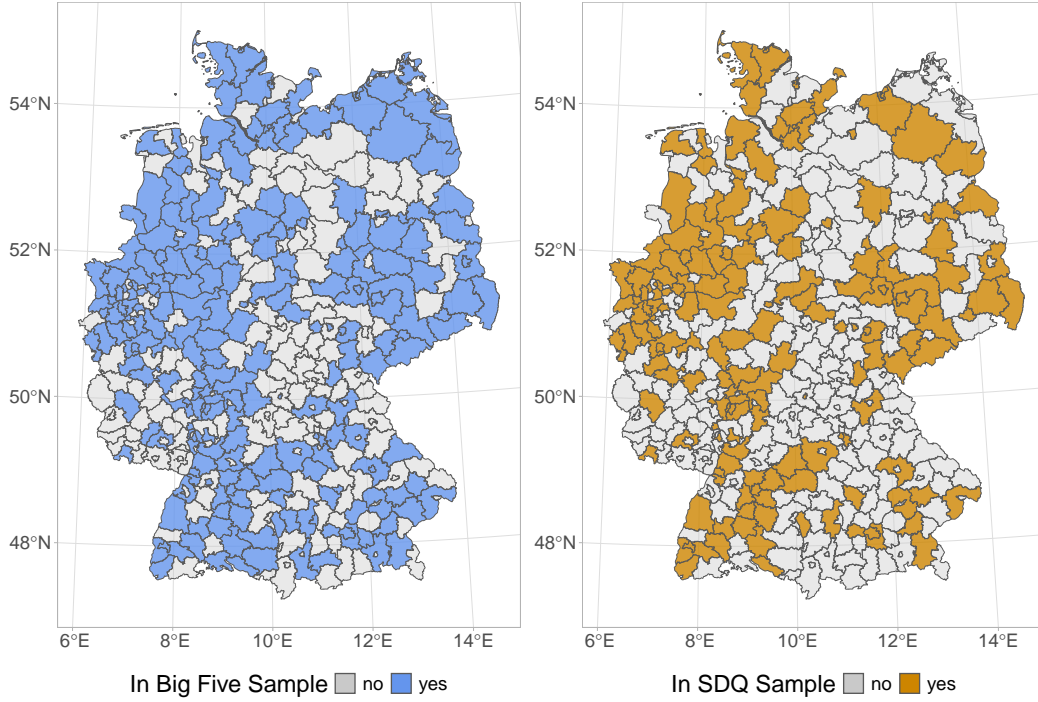 54°N
52°N
50°N
48°N
6°E 8°E 10°E 12°E 14°E
In Big Five Sample no yes
54°N
52°N
50°N
48°N
6°E 8°E 10°E 12°E 14°E
In SDQ Sample no yes